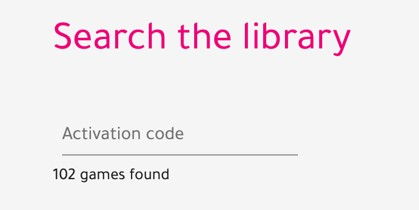 Search the library
Activation code
102 games found